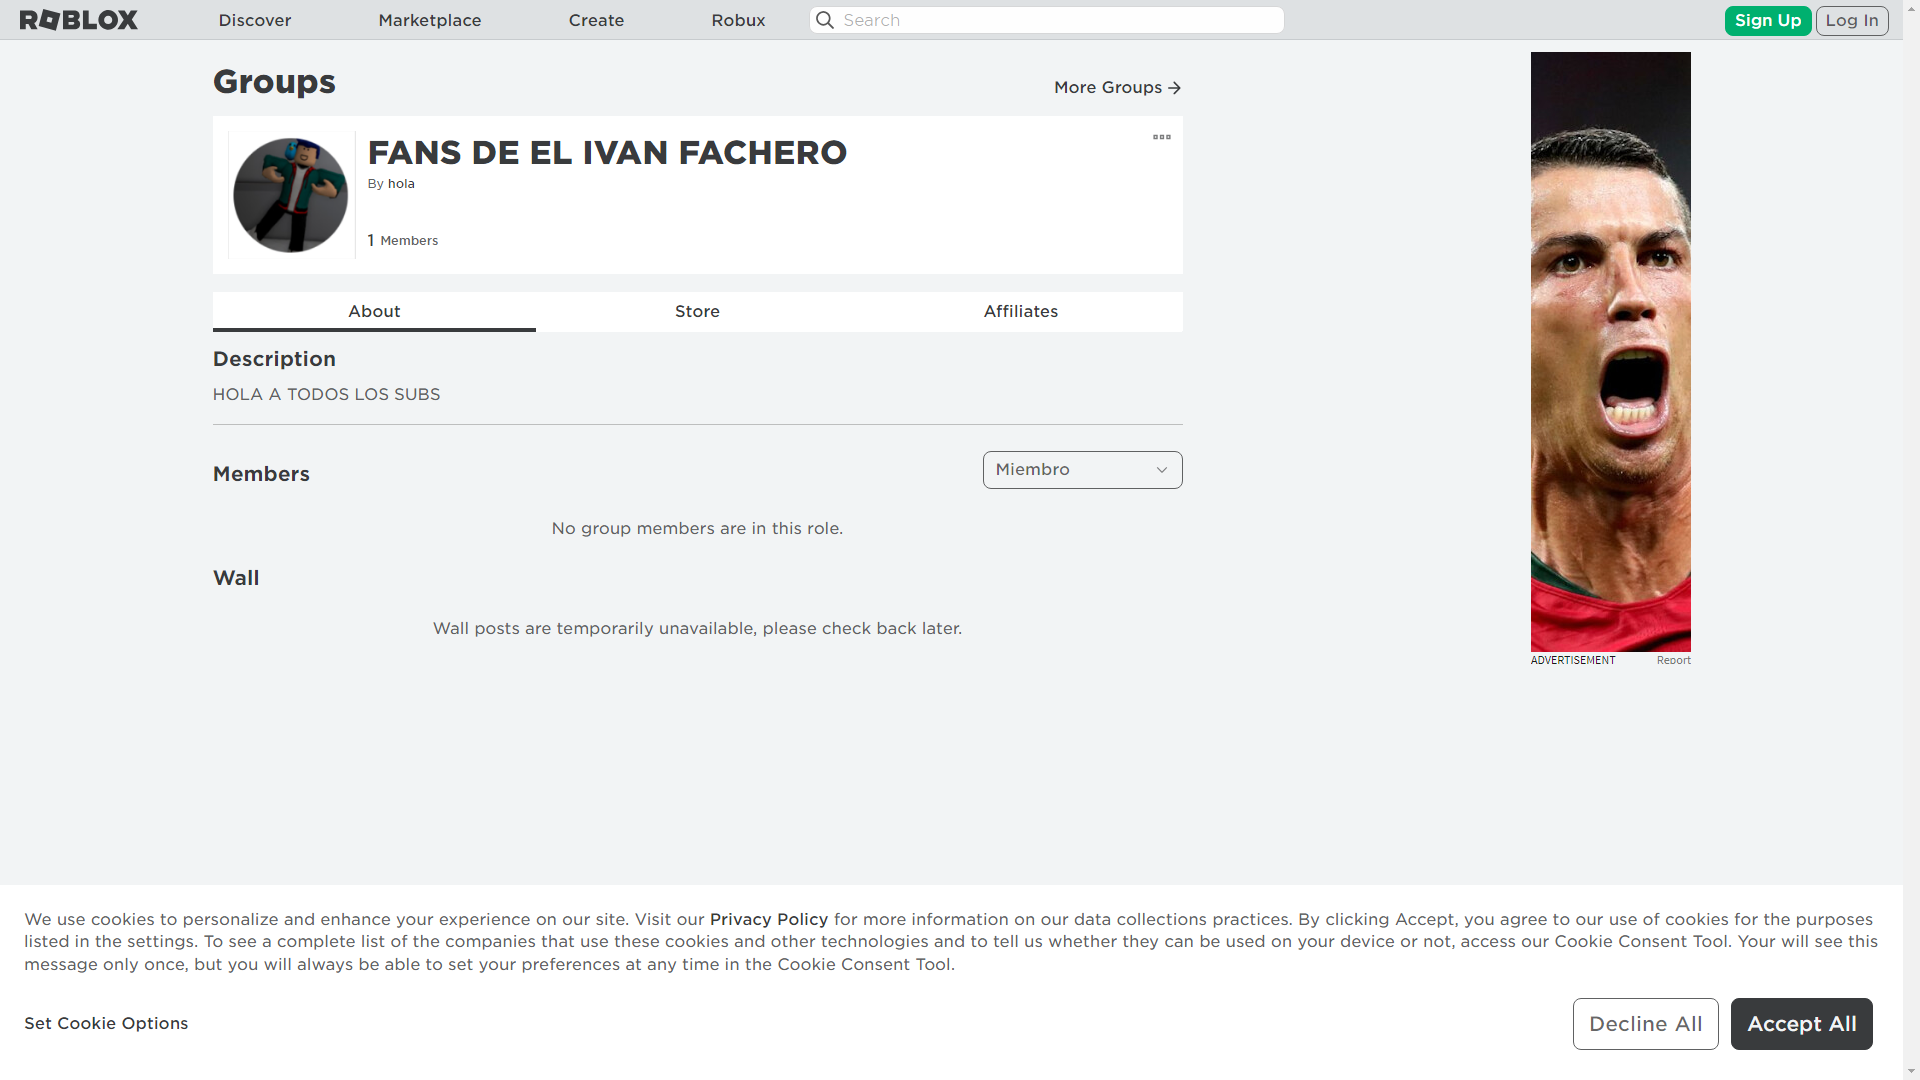 ROBLOX
Discover
Marketplace
Create
Robux
Search
Sign Up
Log In
Groups
More Groups
FANS DE EL IVAN FACHERO
By hola
1 Members
About
Store
Affiliates
Description
HOLA A TODOS LOS SUBS
Members
Miembro
No group members are in this role.
Wall
Wall posts are temporarily unavailable, please check back later.
ADVERTISEMENT
Report
We use cookies to personalize and enhance your experience on our site. Visit our Privacy Policy for more information on our data collections practices. By clicking Accept, you agree to our use of cookies for the purposes
listed in the settings. To see a complete list of the companies that use these cookies and other technologies and to tell us whether they can be used on your device or not, access our Cookie Consent Tool. Your will see this
message only once, but you will always be able to set your preferences at any time in the Cookie Consent Tool.
Set Cookie Options
Decline All
Accept All